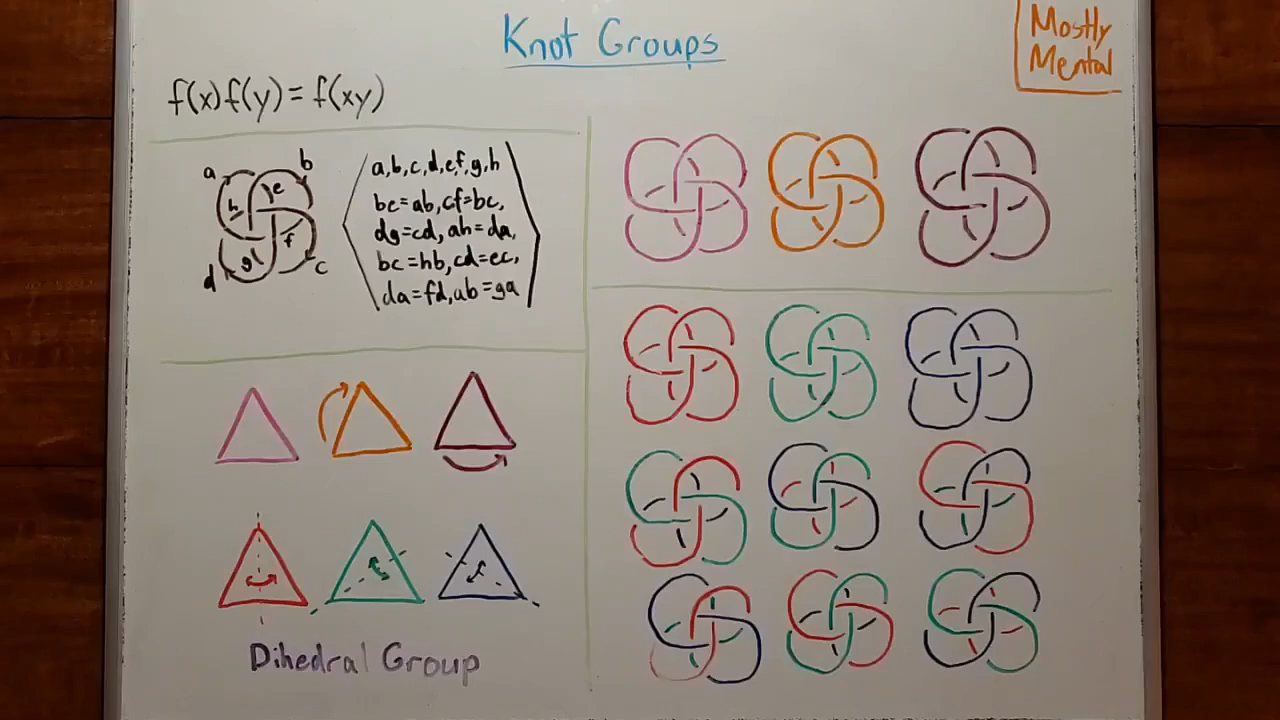 Knot Groups
Mostly
Mental
f(x)f(y)=f(xy)
a
b
h
e
f
g
d
c
a,b,c,d,e,f,g,h
be=ab,cf=bc,
dg=cd,ah=da,
bc=hb,cd=ec,
da=fd,ab=ga
Dihedral Group